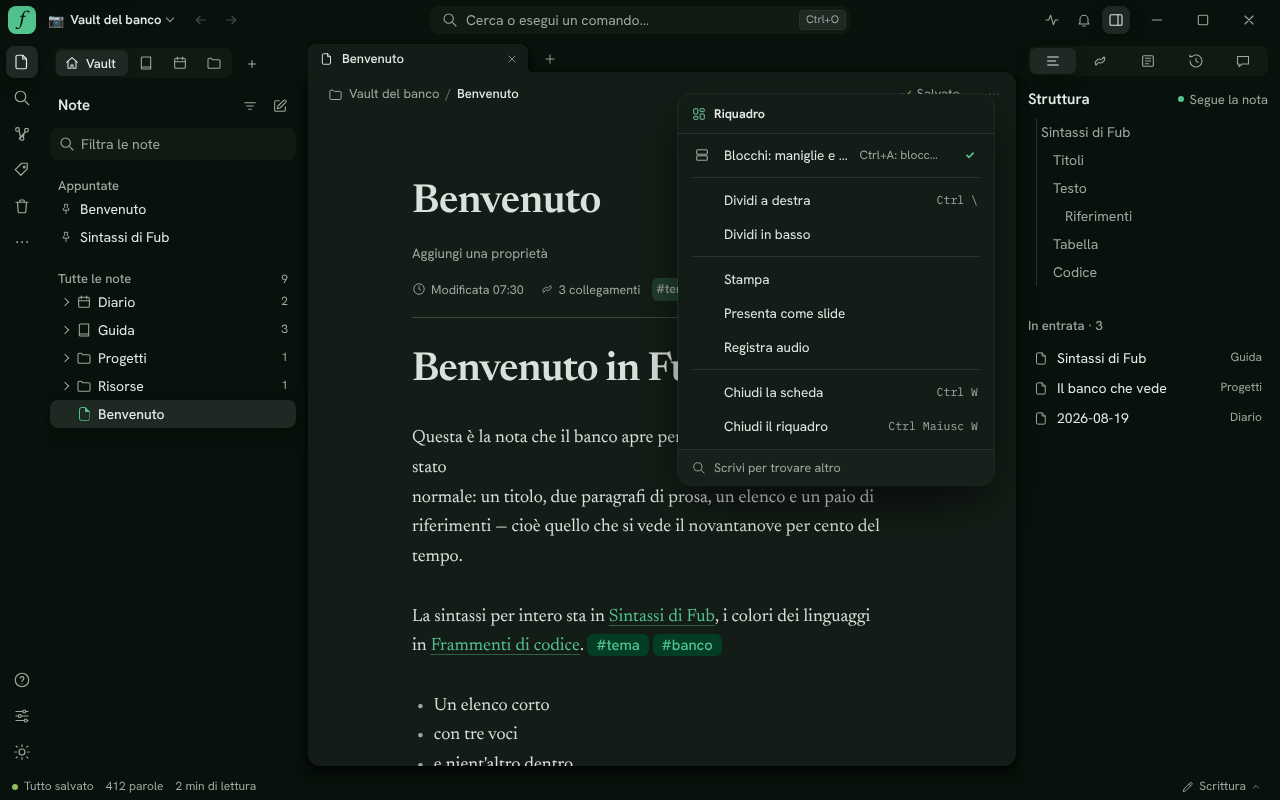 Vault del banco
Cerca o esegui un comando...
Ctrl+O
Vault
Note
Filtra le note
Appuntate
Benvenuto
Sintassi di Fub
Tutte le note 9
Diario 2
Guida 3
Progetti 1
Risorse 1
Benvenuto
Benvenuto
Vault del banco / Benvenuto
Salvato
Benvenuto
Aggiungi una proprietà
Modificata 07:30
3 collegamenti
Benvenuto in
Questa è la nota che il banco apre
stato
normale: un titolo, due paragrafi di prosa, un elenco e un paio di
riferimenti — cioè quello che si vede il novantanove per cento del
tempo.
La sintassi per intero sta in Sintassi di Fub, i colori dei linguaggi
in Frammenti di codice. #tema #banco
• Un elenco corto
• con tre voci
• e nient'altro dentro
Riquadro
Blocchi: maniglie e ... Ctrl+A: blocc...
Dividi a destra Ctrl \
Dividi in basso
Stampa
Presenta come slide
Registra audio
Chiudi la scheda Ctrl W
Chiudi il riquadro Ctrl Maiusc W
Scrivi per trovare altro
Struttura
Segue la nota
Sintassi di Fub
Titoli
Testo
Riferimenti
Tabella
Codice
In entrata · 3
Sintassi di Fub Guida
Il banco che vede Progetti
2026-08-19 Diario
Tutto salvato 412 parole 2 min di lettura
Scrittura